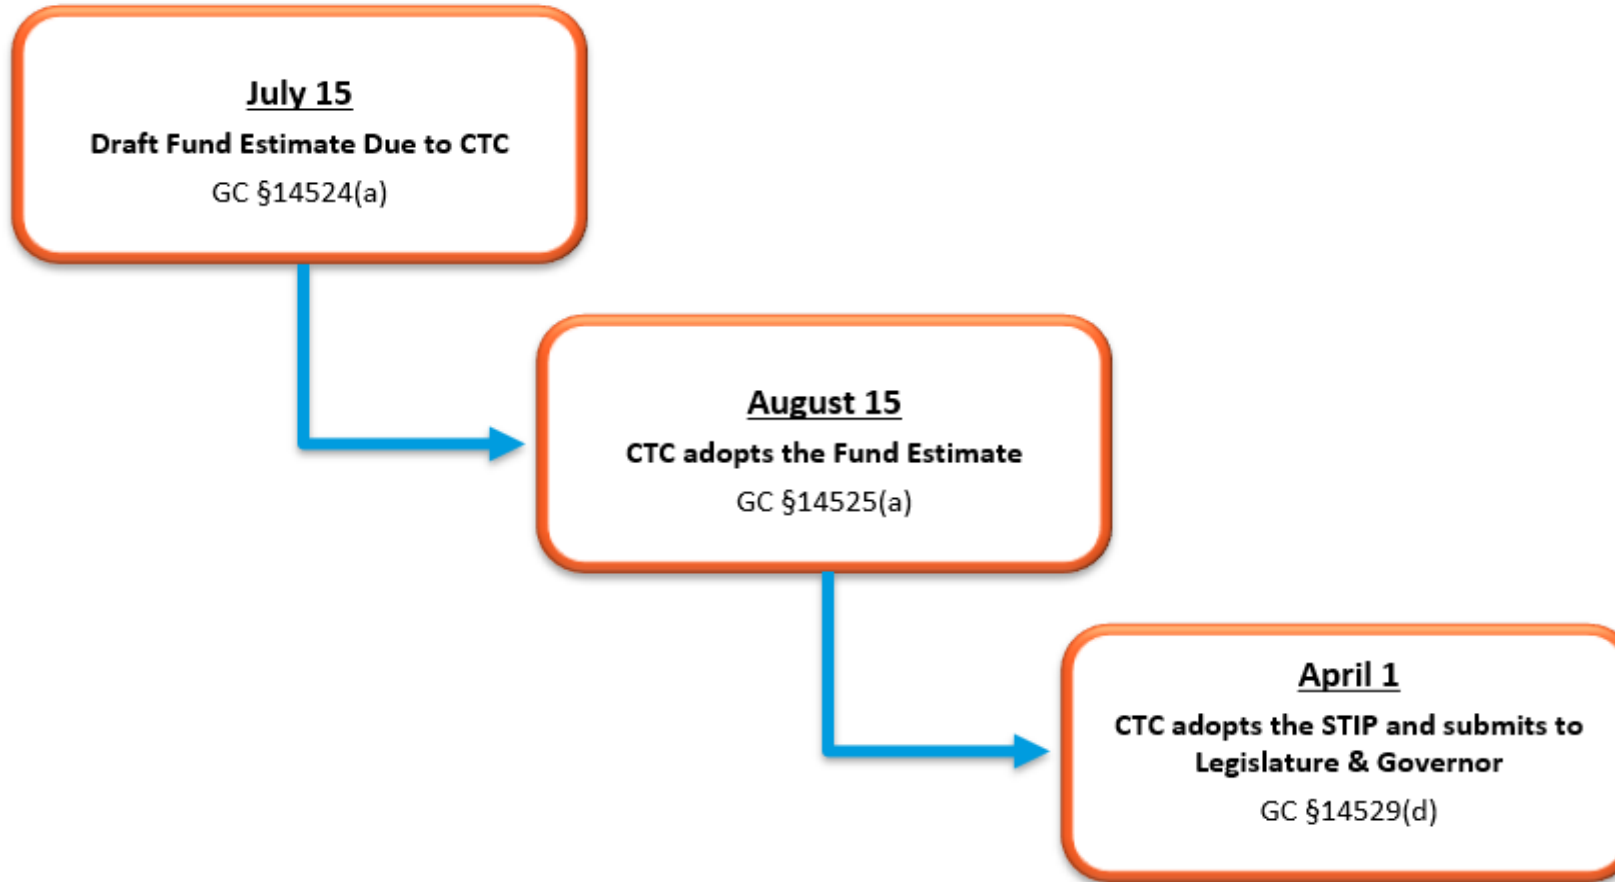 July 15
Draft Fund Estimate Due to CTC
GC §14524(a)
August 15
CTC adopts the Fund Estimate
GC §14525(a)
April 1
CTC adopts the STIP and submits to
Legislature & Governor
GC §14529(d)